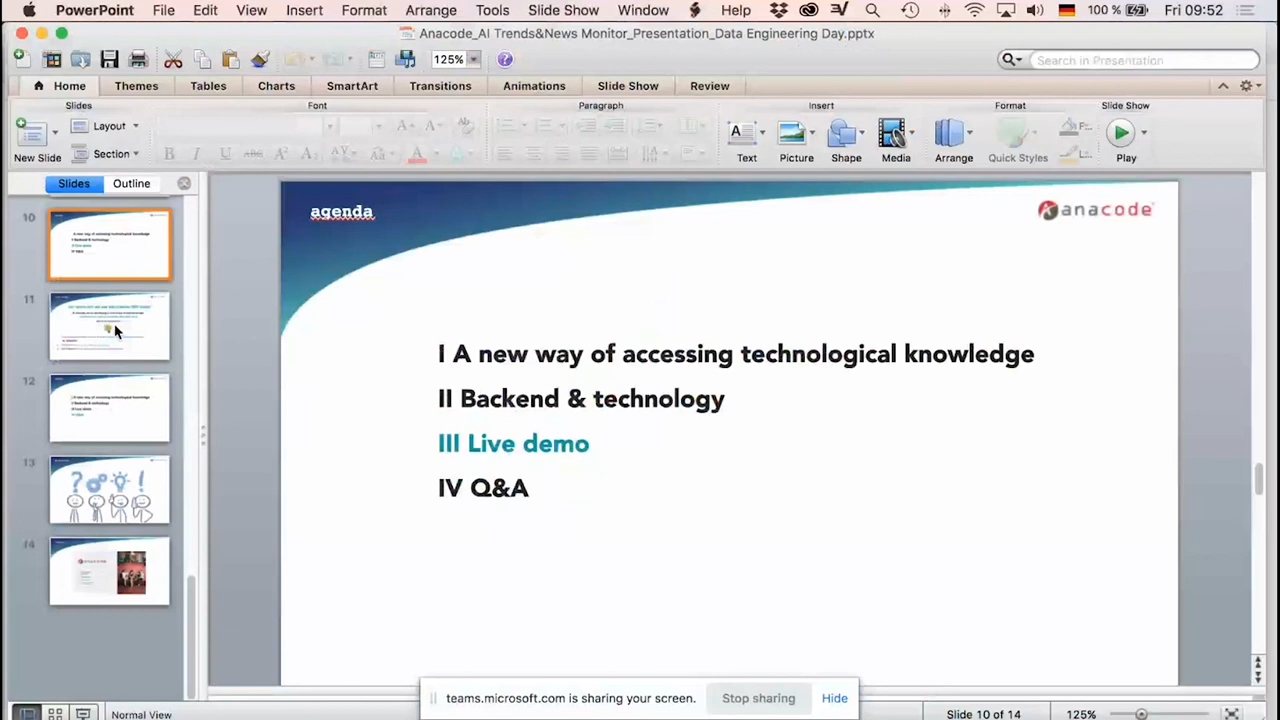 PowerPoint File Edit View Insert Format Arrange Tools Slide Show Window Help 100 % Fri 09:52
Anacode_AI Trends&News Monitor_Presentation_Data Engineering Day.pptx
125% Search in Presentation
Home Themes Tables Charts SmartArt Transitions Animations Slide Show Review
Slides Font Paragraph Insert Format Slide Show
Layout
Section
New Slide Text Picture Shape Media Arrange Quick Styles Play
Slides Outline
10
11
12
13
14
agenda
anacode
I A new way of accessing technological knowledge
II Backend & technology
III Live demo
IV Q&A
teams.microsoft.com is sharing your screen. Stop sharing Hide
Normal View Slide 10 of 14 125%